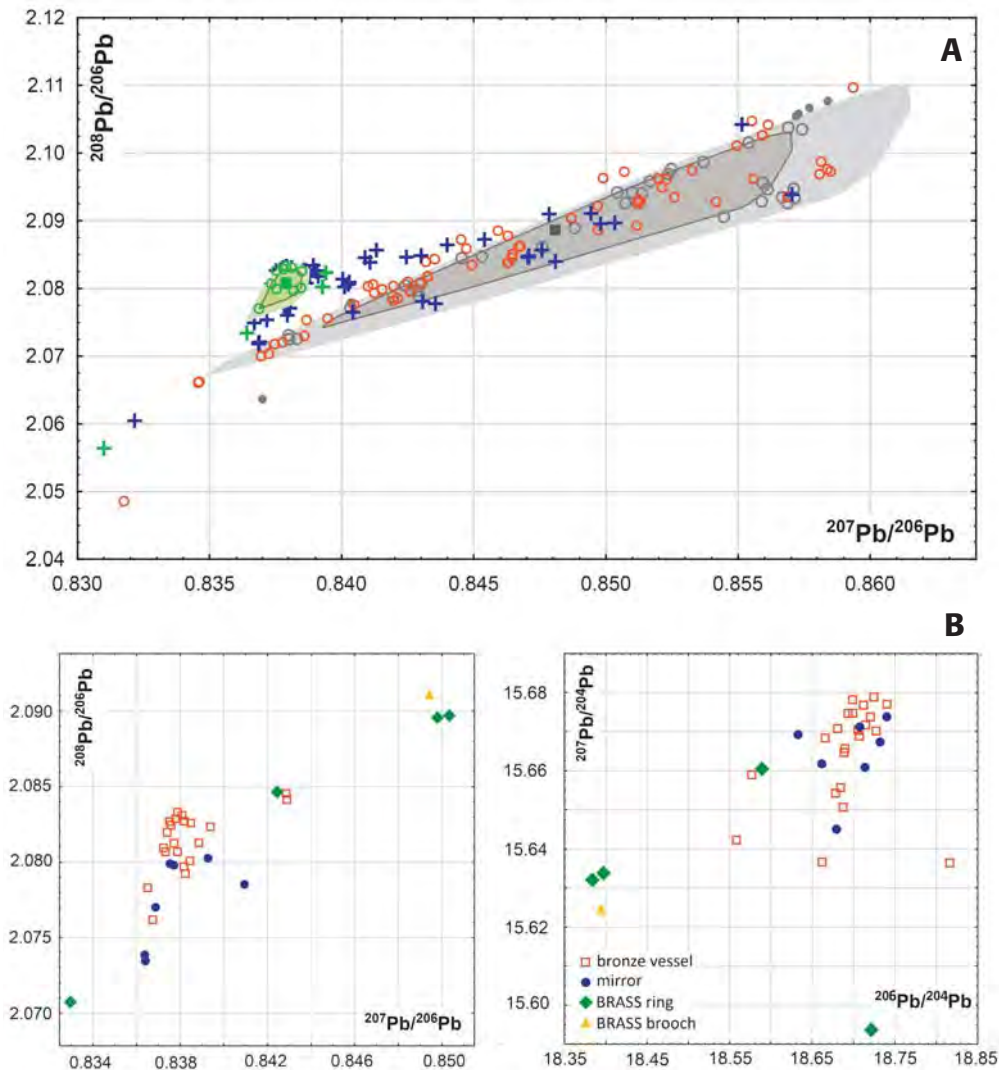 A
²⁰⁸Pb/²⁰⁶Pb
2.12
2.11
2.10
2.09
2.08
2.07
2.06
2.05
2.04
²⁰⁷Pb/²⁰⁶Pb
0.830 0.835 0.840 0.845 0.850 0.855 0.860
B
²⁰⁸Pb/²⁰⁶Pb
2.090
2.085
2.080
2.075
2.070
²⁰⁷Pb/²⁰⁶Pb
0.834 0.838 0.842 0.846 0.850
²⁰⁷Pb/²⁰⁴Pb
15.68
15.66
15.64
15.62
15.60
bronze vessel
mirror
BRASS ring
BRASS brooch
²⁰⁶Pb/²⁰⁴Pb
18.35 18.45 18.55 18.65 18.75 18.85